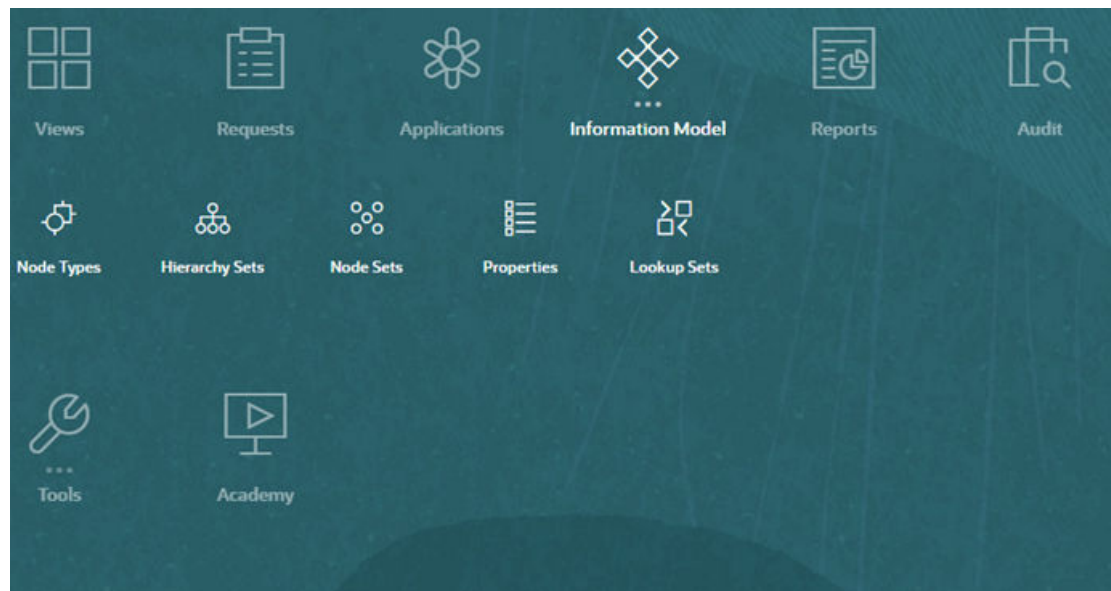 Views
Requests
Applications
Information Model
Reports
Audit
Node Types
Hierarchy Sets
Node Sets
Properties
Lookup Sets
Tools
Academy